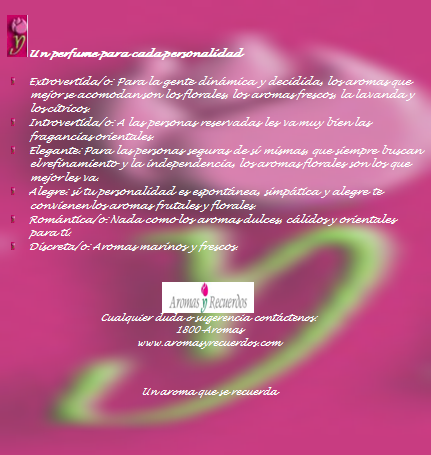 Un perfume para cada personalidad
Extrovertida/o: Para la gente dinámica y decidida, los aromas que
mejor se acomodan son los florales, los aromas frescos, la lavanda y
los cítricos.
Introvertida/o: A las personas reservadas les va muy bien las
fragancias orientales.
Elegante: Para las personas seguras de sí mismas, que siempre buscan
el refinamiento y la independencia, los aromas florales son los que
mejor les va.
Alegre: si tu personalidad es espontánea, simpática y alegre te
convienen los aromas frutales y florales.
Romántica/o: Nada como los aromas dulces, cálidos y orientales
para ti.
Discreta/o: Aromas marinos y frescos.
Aromas y Recuerdos
Cualquier duda o sugerencia contáctenos:
1800-Aromas
www.aromasyrecuerdos.com
Un aroma que se recuerda